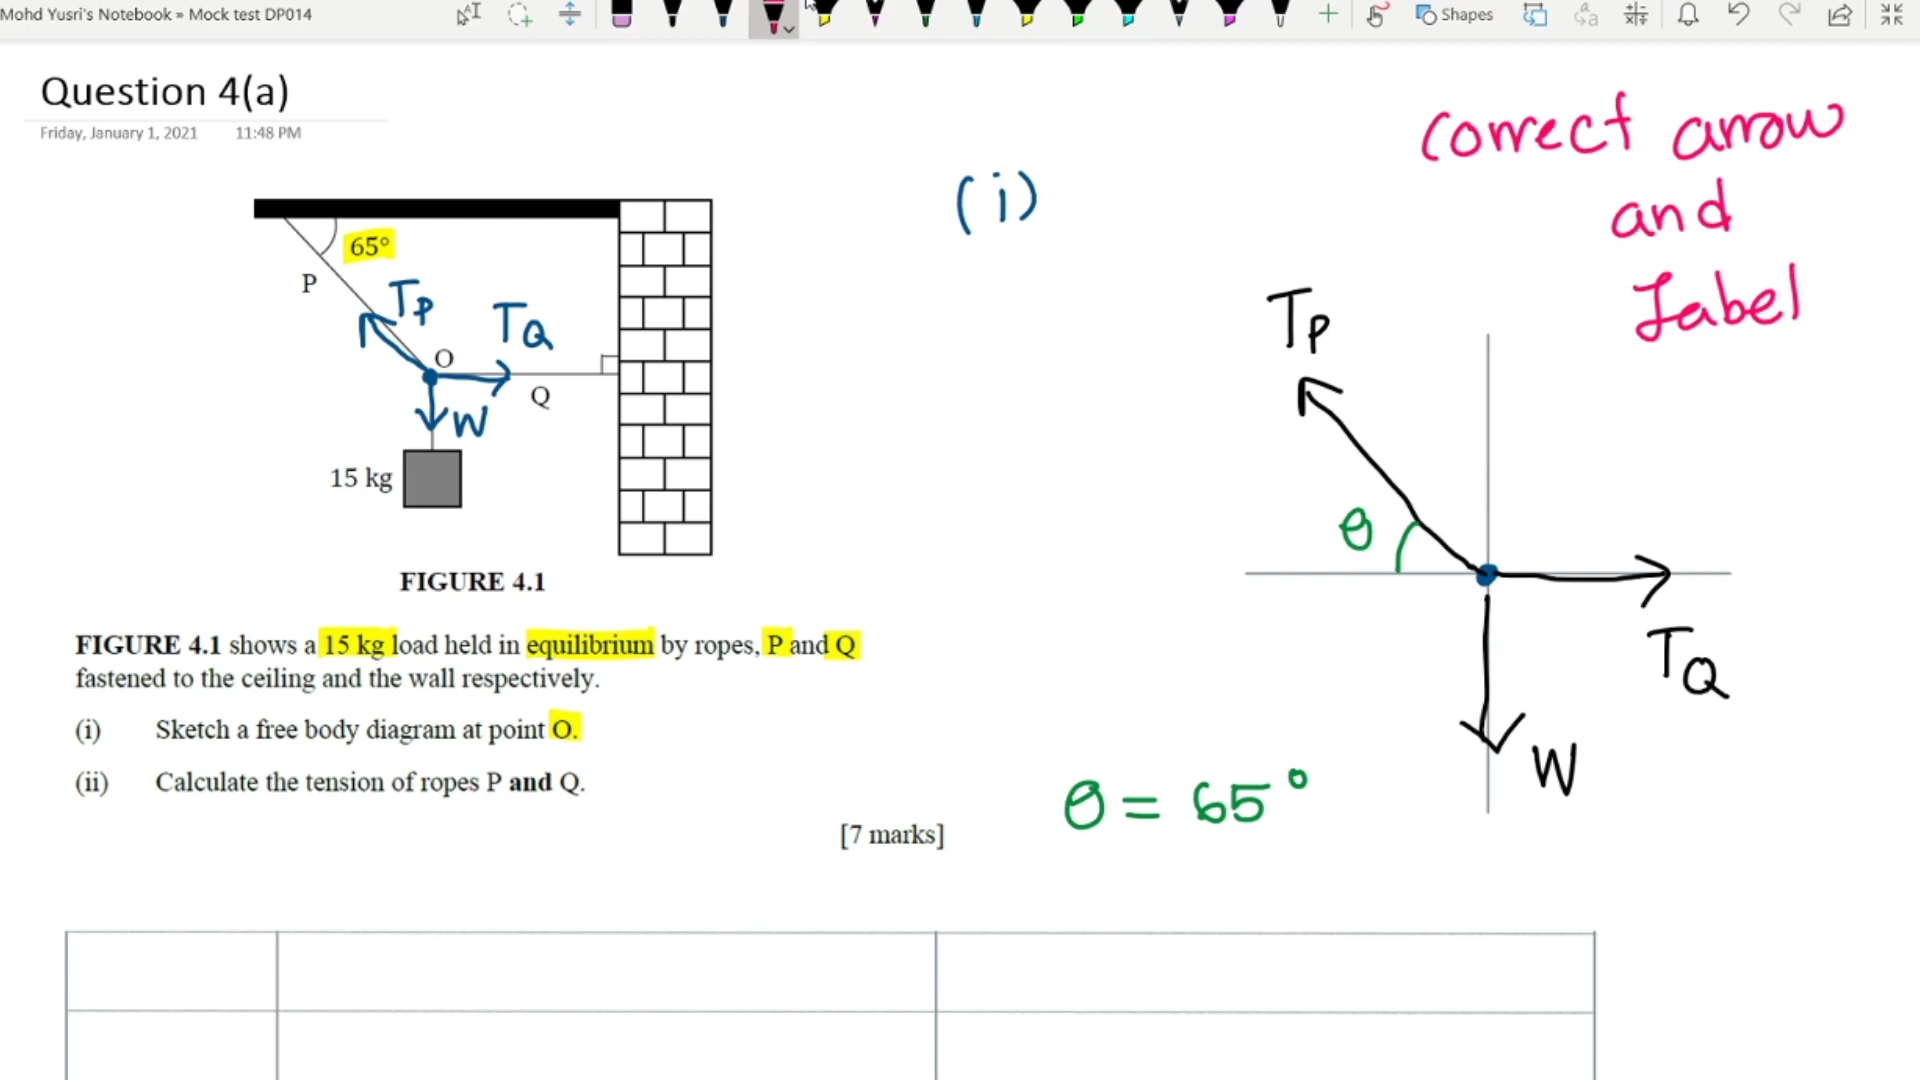 Mohd Yusri's Notebook » Mock test DP014
Shapes
Question 4(a)
Friday, January 1, 2021 11:48 PM
65°
P
Tp
TQ
O
Q
W
15 kg
FIGURE 4.1
FIGURE 4.1 shows a 15 kg load held in equilibrium by ropes, P and Q
fastened to the ceiling and the wall respectively.
(i) Sketch a free body diagram at point O.
(ii) Calculate the tension of ropes P and Q.
[7 marks]
(i)
correct arrow
and
label
Tp
θ
TQ
W
θ = 65°